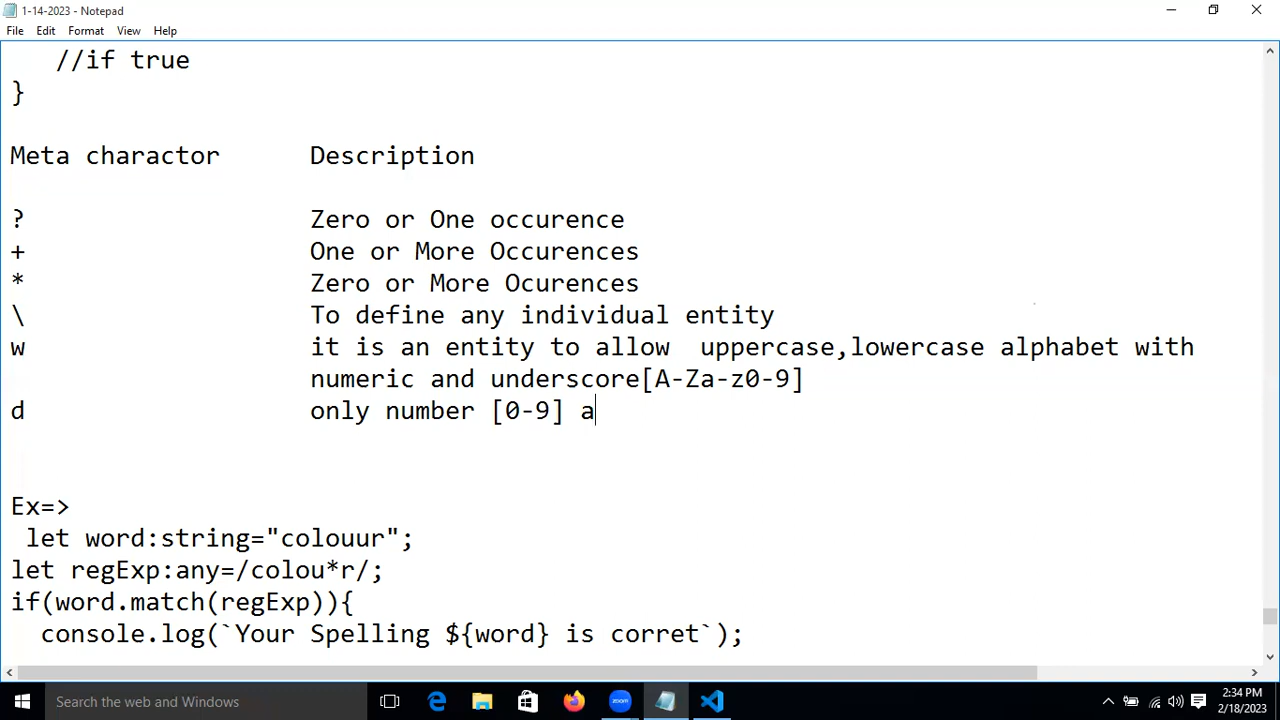 1-14-2023 - Notepad
File Edit Format View Help
//if true
}
Meta charactor Description
? Zero or One occurence
+ One or More Occurences
* Zero or More Ocurences
\ To define any individual entity
w it is an entity to allow  uppercase,lowercase alphabet with
numeric and underscore[A-Za-z0-9]
d only number [0-9] a
Ex=>
let word:string="colouur";
let regExp:any=/colou*r/;
if(word.match(regExp)){
console.log(`Your Spelling ${word} is corret`);
Search the web and Windows
zoom
2:34 PM
2/18/2023